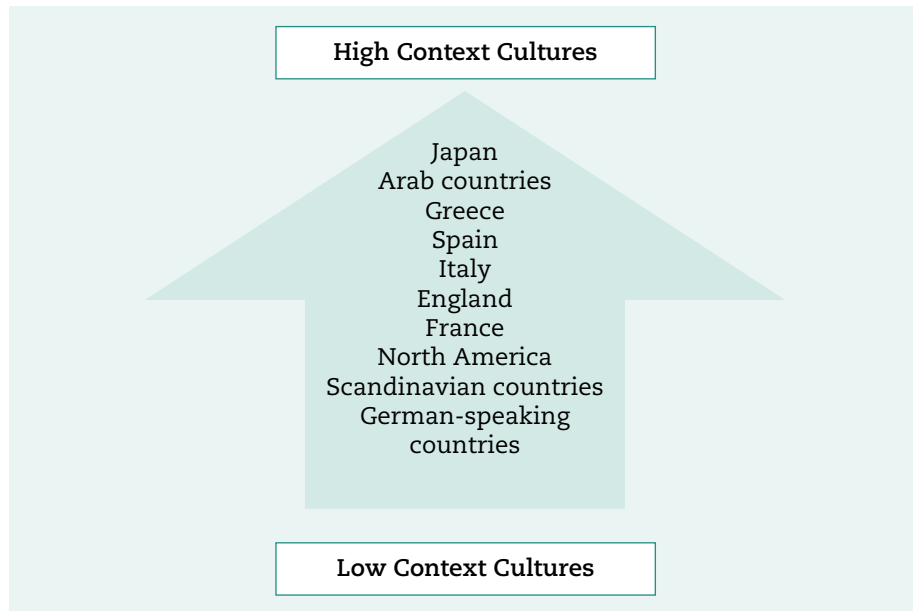 High Context Cultures
Japan
Arab countries
Greece
Spain
Italy
England
France
North America
Scandinavian countries
German-speaking
countries
Low Context Cultures